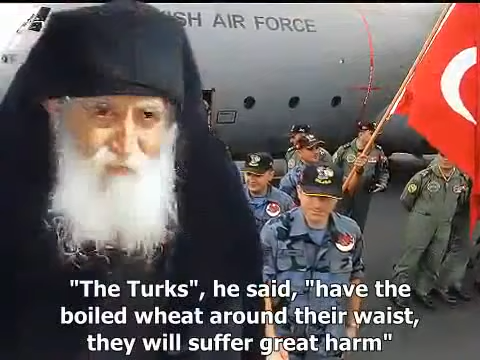 ISH AIR FORCE
"The Turks", he said, "have the
boiled wheat around their waist,
they will suffer great harm"